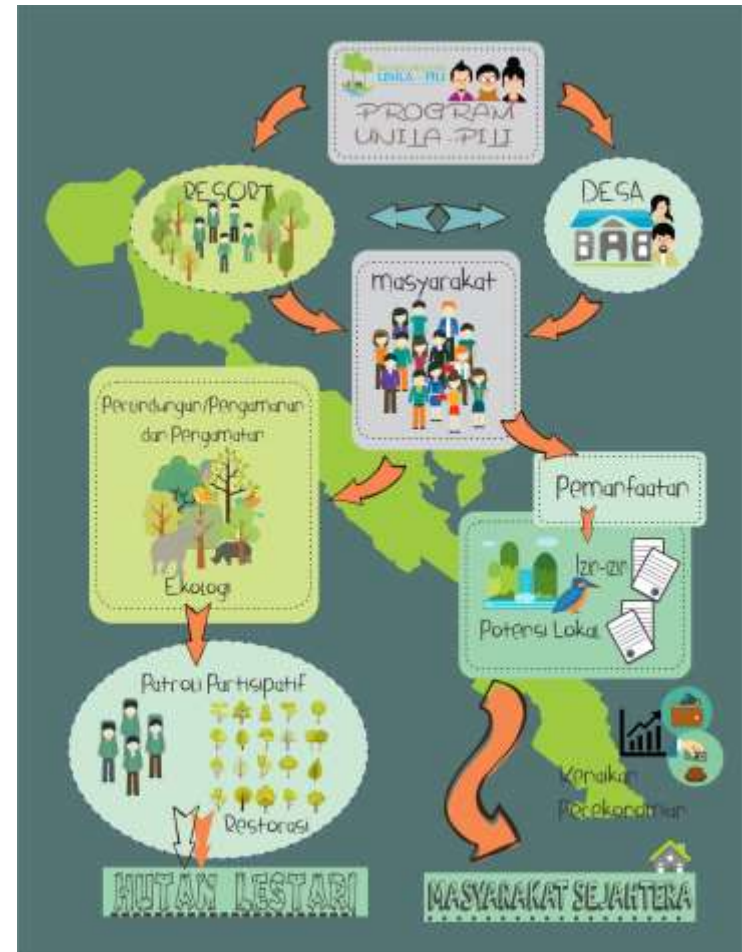 UNILA - PILI
PROGRAM
UNILA-PILI
RESORT
DESA
masyarakat
Perlindungan/Pengamanan
dan Pengamatan
Ekologi
Pemanfaatan
Izin-izin
Potensi Lokal
Patroli Partisipatif
Restorasi
Kenaikan
Perekonomian
HUTAN LESTARI
MASYARAKAT SEJAHTERA